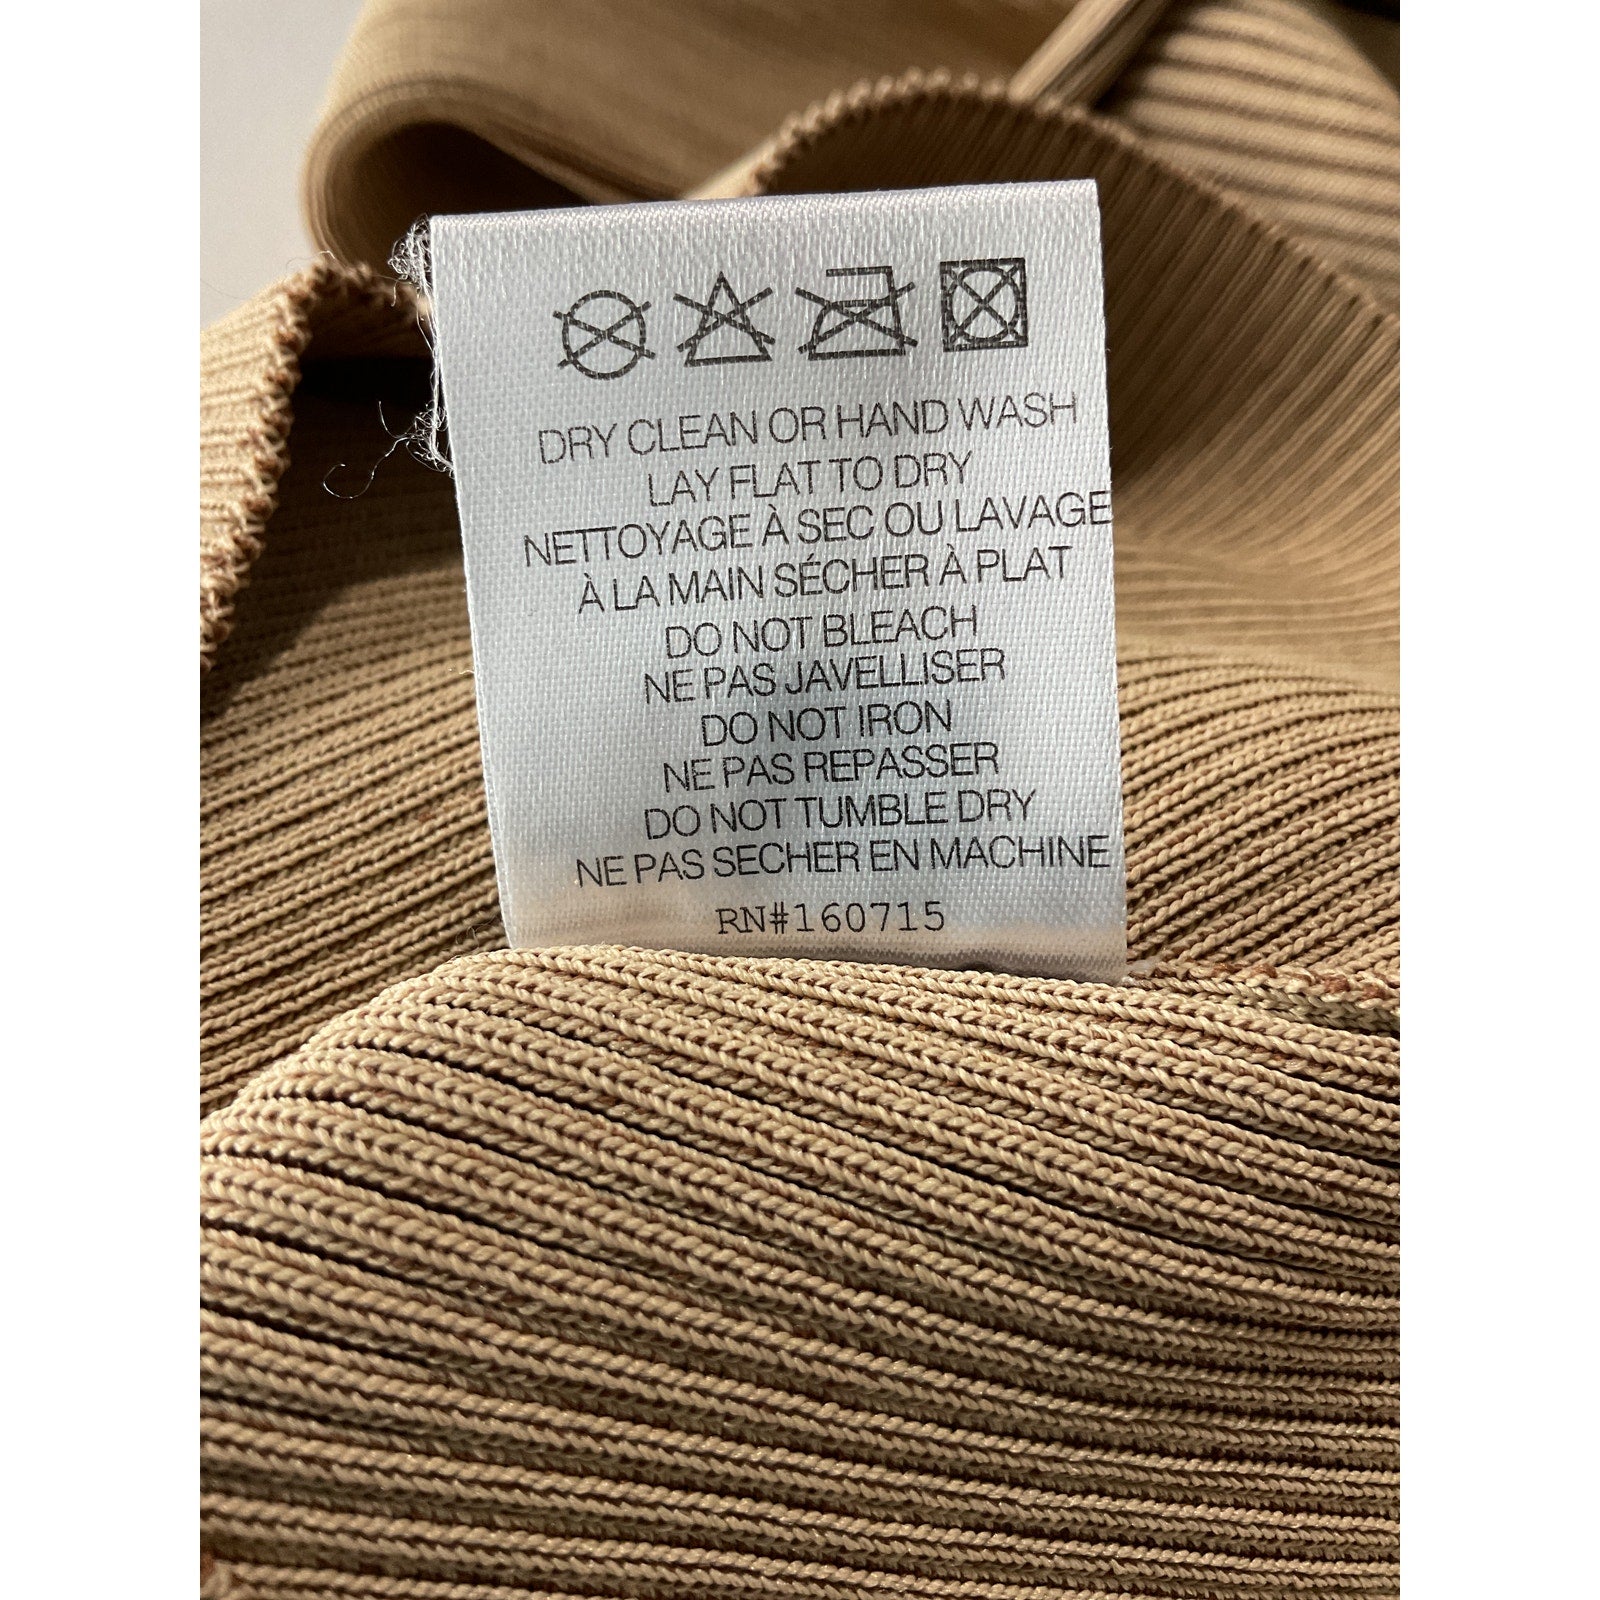 DRY CLEAN OR HAND WASH
LAY FLAT TO DRY
NETTOYAGE À SEC OU LAVAGE
À LA MAIN SÉCHER À PLAT
DO NOT BLEACH
NE PAS JAVELLISER
DO NOT IRON
NE PAS REPASSER
DO NOT TUMBLE DRY
NE PAS SECHER EN MACHINE
RN#160715